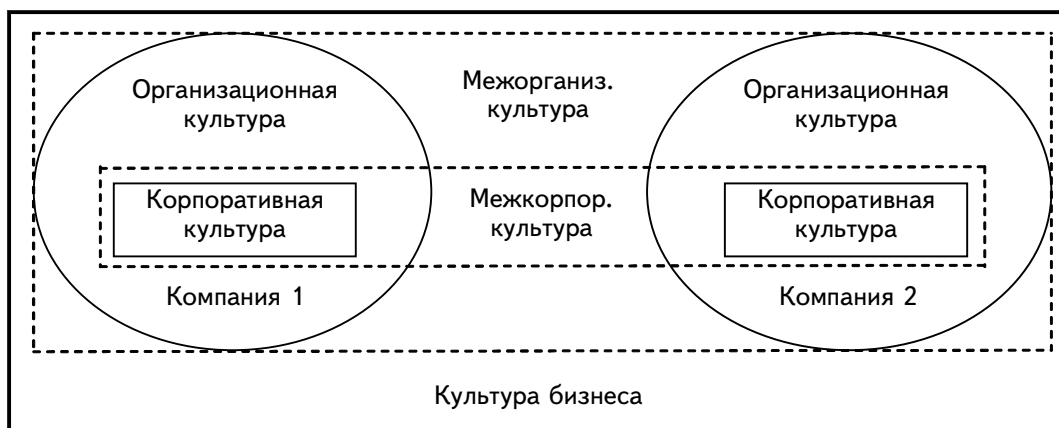 Организационная
культура
Межорганиз.
культура
Организационная
культура
Корпоративная
культура
Межкорпор.
культура
Корпоративная
культура
Компания 1
Компания 2
Культура бизнеса